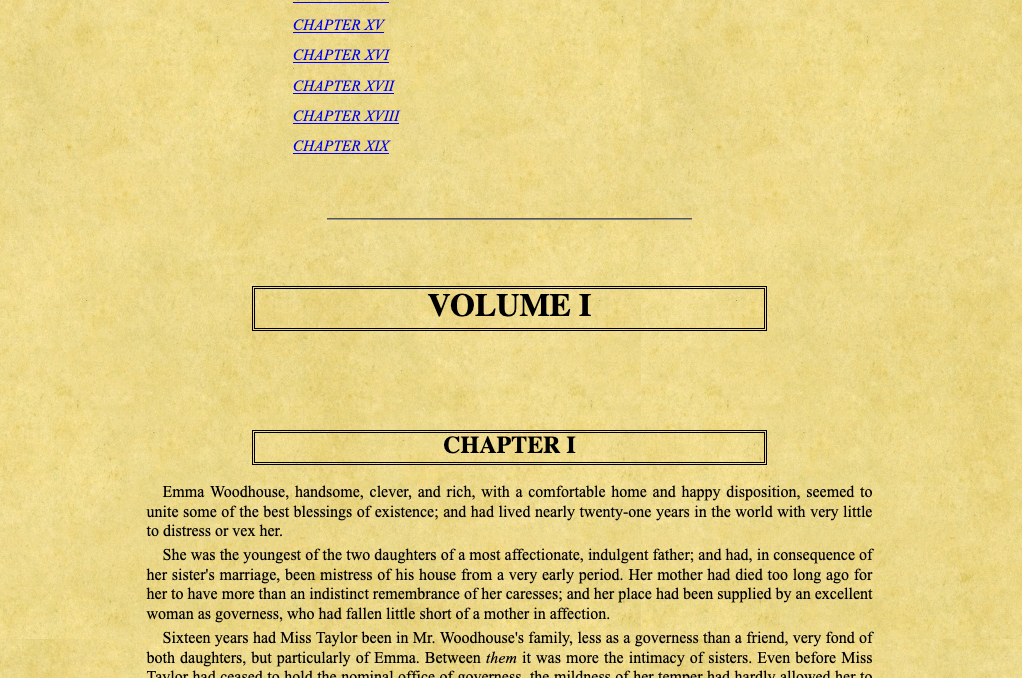 CHAPTER XV
CHAPTER XVI
CHAPTER XVII
CHAPTER XVIII
CHAPTER XIX
VOLUME I
CHAPTER I
Emma Woodhouse, handsome, clever, and rich, with a comfortable home and happy disposition, seemed to
unite some of the best blessings of existence; and had lived nearly twenty-one years in the world with very little
to distress or vex her.
She was the youngest of the two daughters of a most affectionate, indulgent father; and had, in consequence of
her sister's marriage, been mistress of his house from a very early period. Her mother had died too long ago for
her to have more than an indistinct remembrance of her caresses; and her place had been supplied by an excellent
woman as governess, who had fallen little short of a mother in affection.
Sixteen years had Miss Taylor been in Mr. Woodhouse's family, less as a governess than a friend, very fond of
both daughters, but particularly of Emma. Between them it was more the intimacy of sisters. Even before Miss
Taylor had ceased to hold the nominal office of governess, the mildness of her temper had hardly allowed her to